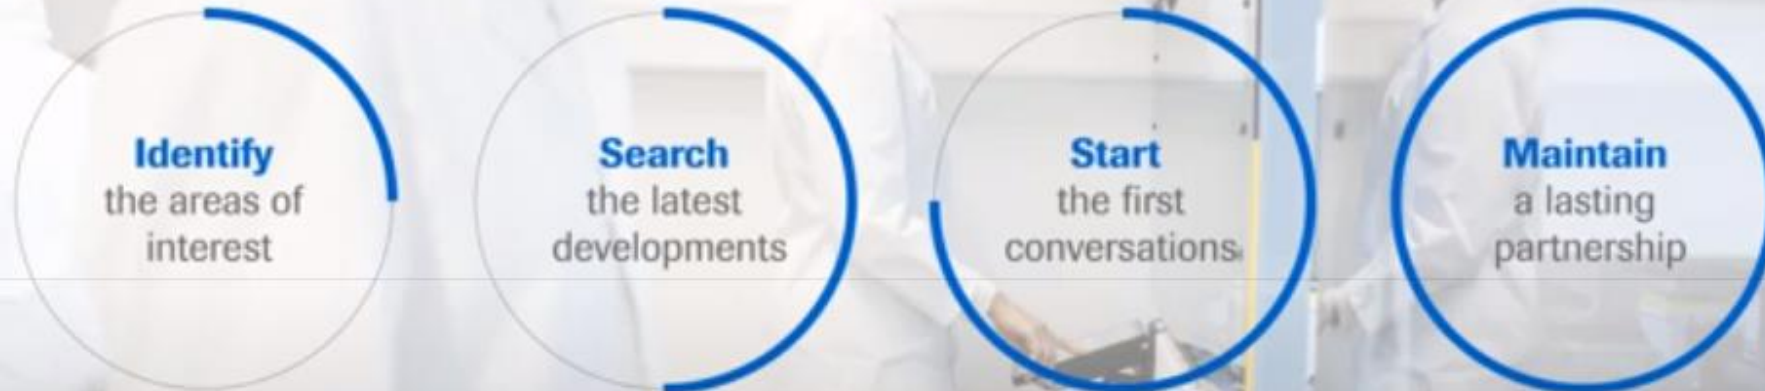 Identify
the areas of
interest
Search
the latest
developments
Start
the first
conversations
Maintain
a lasting
partnership